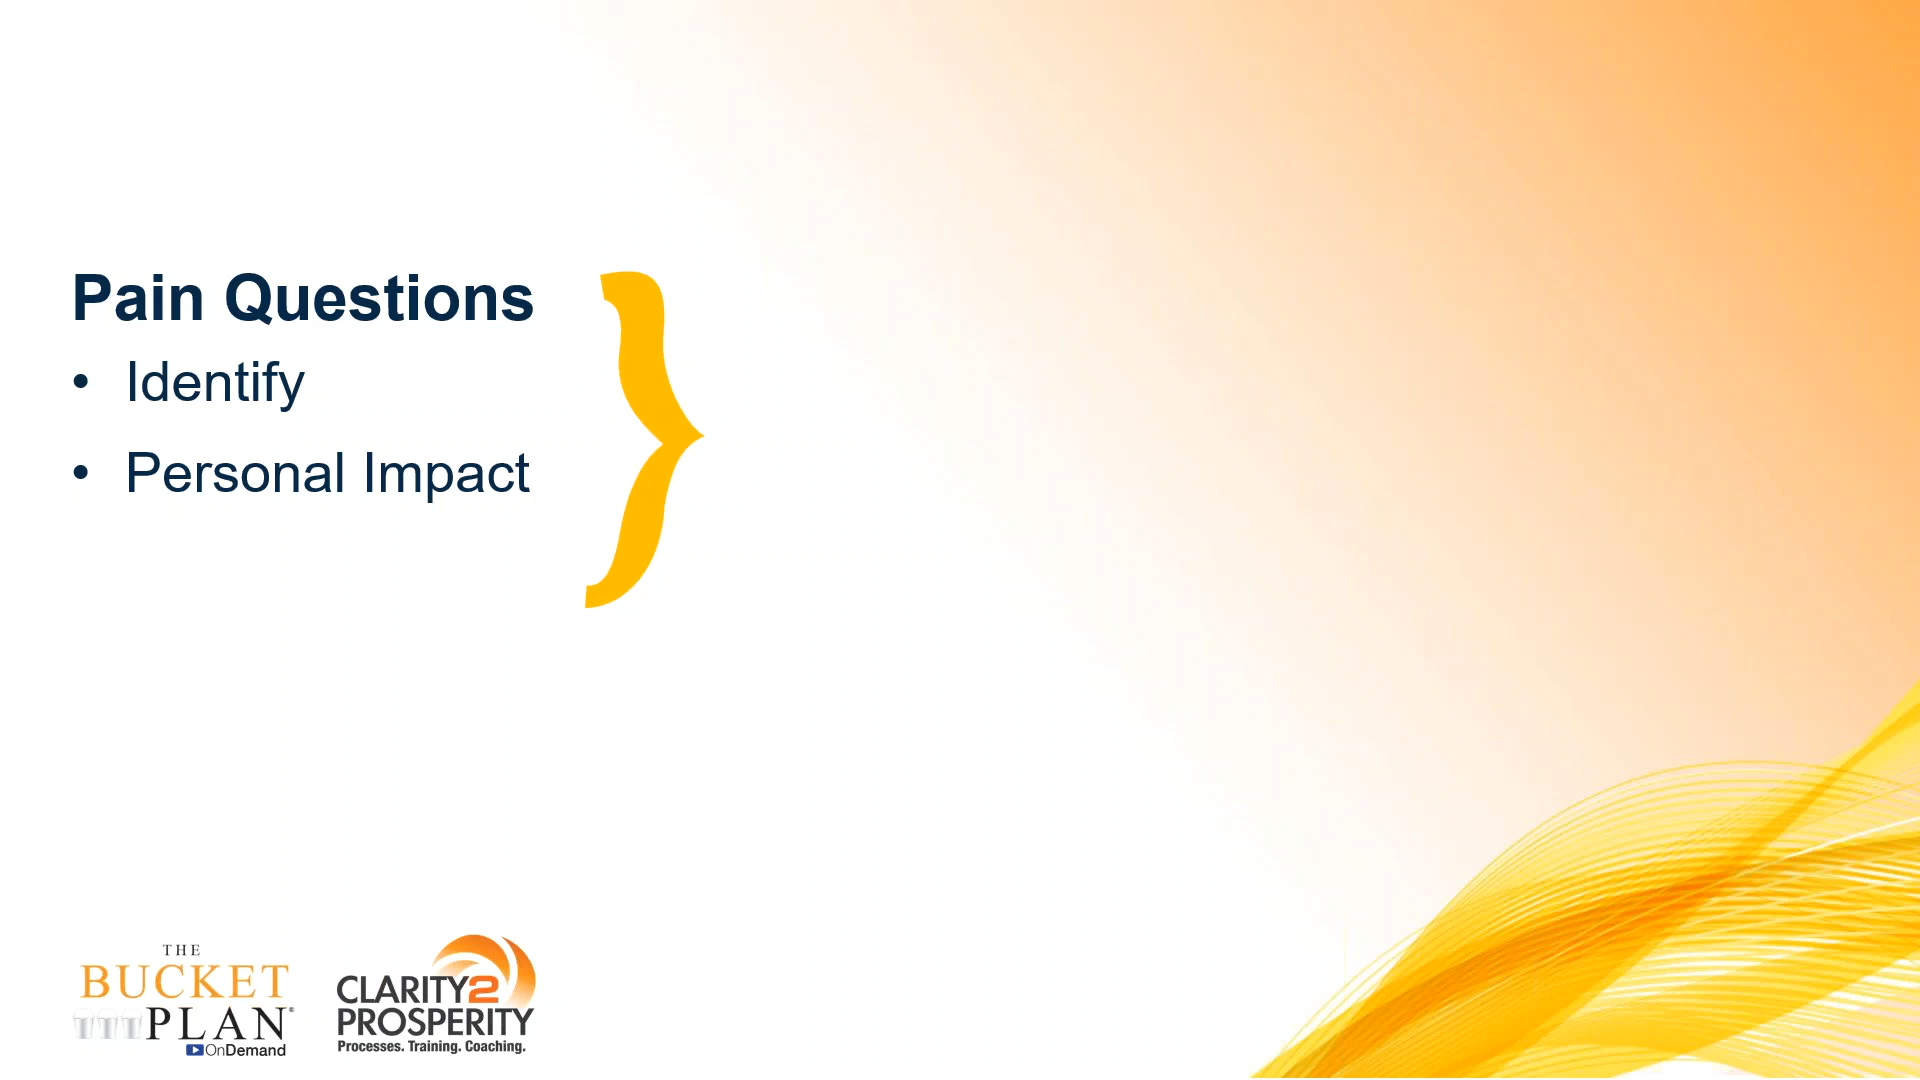 Pain Questions
• Identify
• Personal Impact
}
THE
BUCKET
PLAN®
OnDemand
CLARITY2
PROSPERITY
Processes. Training. Coaching.